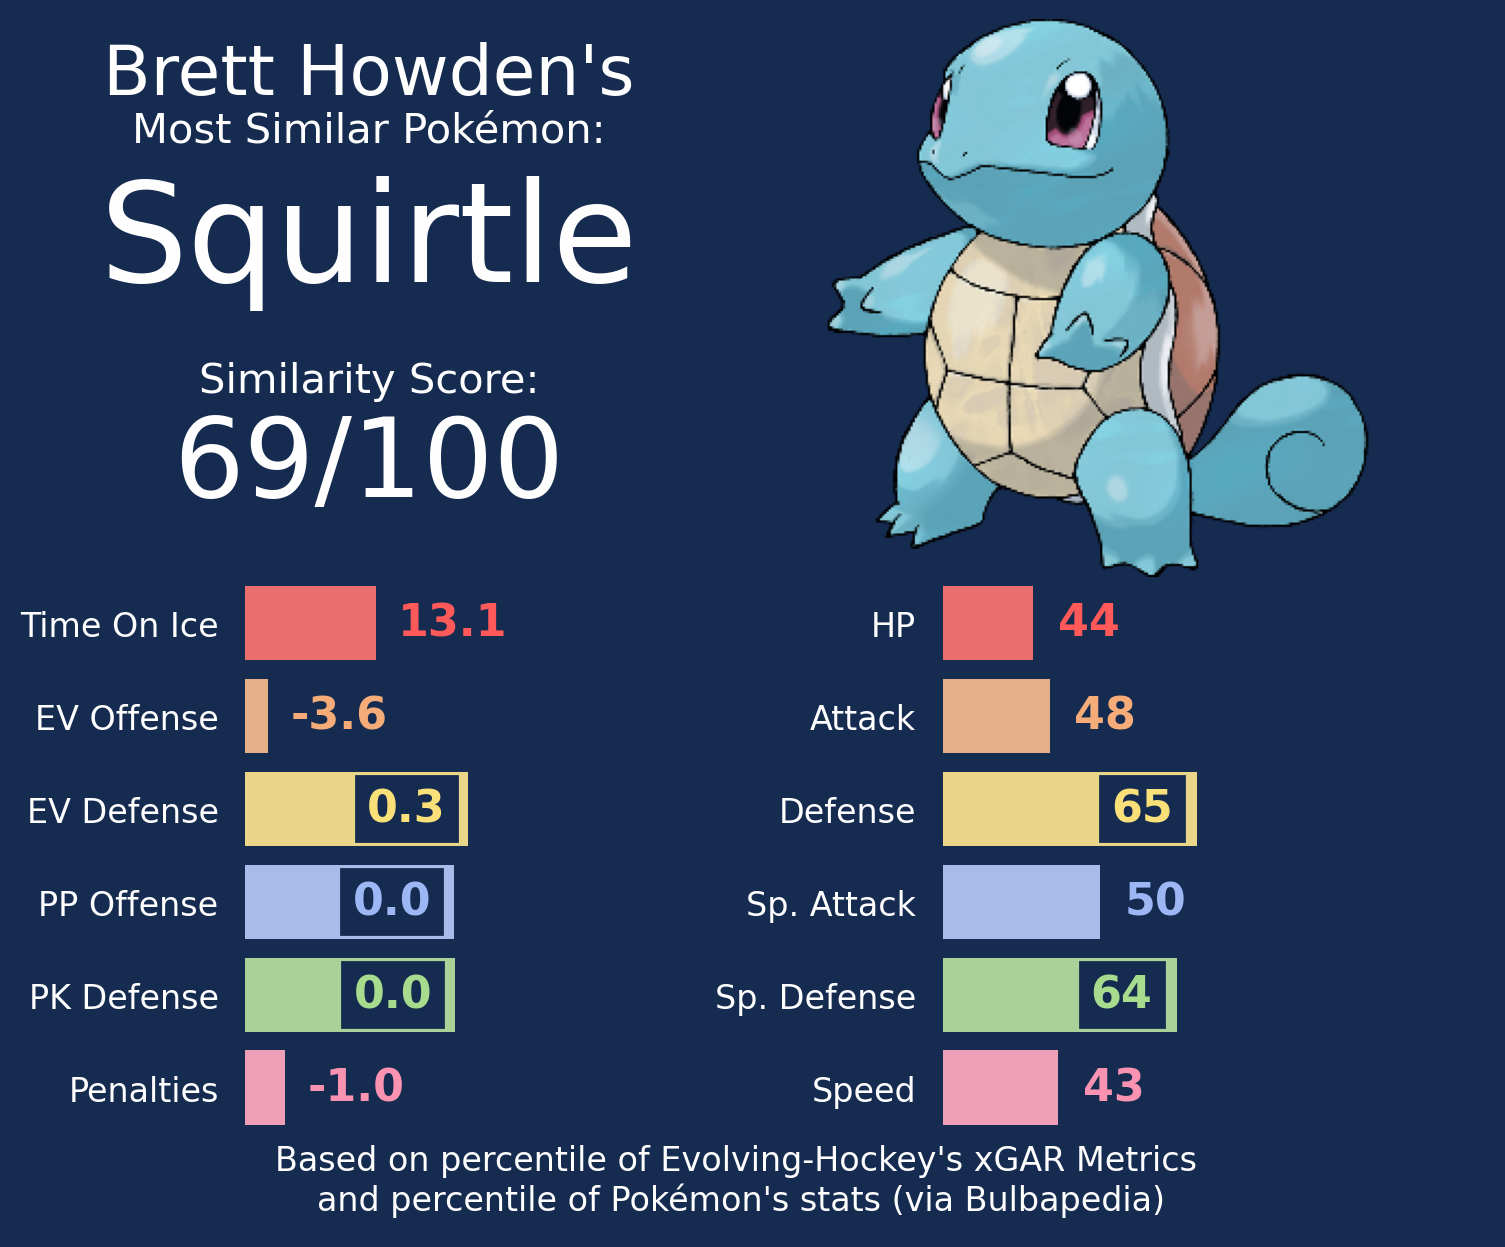 Brett Howden's
Most Similar Pokémon:
Squirtle
Similarity Score:
69/100
Time On Ice 13.1
EV Offense -3.6
EV Defense 0.3
PP Offense 0.0
PK Defense 0.0
Penalties -1.0
HP 44
Attack 48
Defense 65
Sp. Attack 50
Sp. Defense 64
Speed 43
Based on percentile of Evolving-Hockey's xGAR Metrics
and percentile of Pokémon's stats (via Bulbapedia)